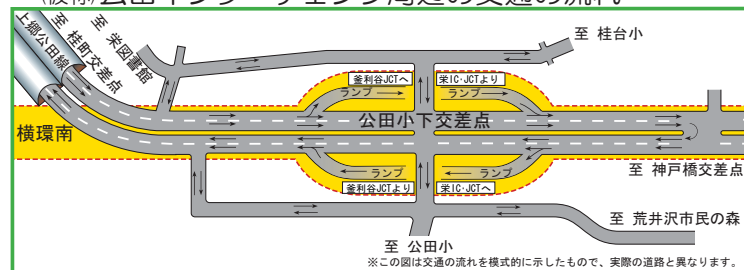 (仮称)公田インターチェンジ周辺の交通の流れ
上郷公田線
至 桂町交差点
至 栄図書館
至 桂台小
釜利谷JCTへ
栄IC・JCTより
ランプ
ランプ
公田小下交差点
横環南
ランプ
ランプ
至 神戸橋交差点
釜利谷JCTより
栄IC・JCTへ
至 荒井沢市民の森
至 公田小
※この図は交通の流れを模式的に示したもので、実際の道路と異なります。